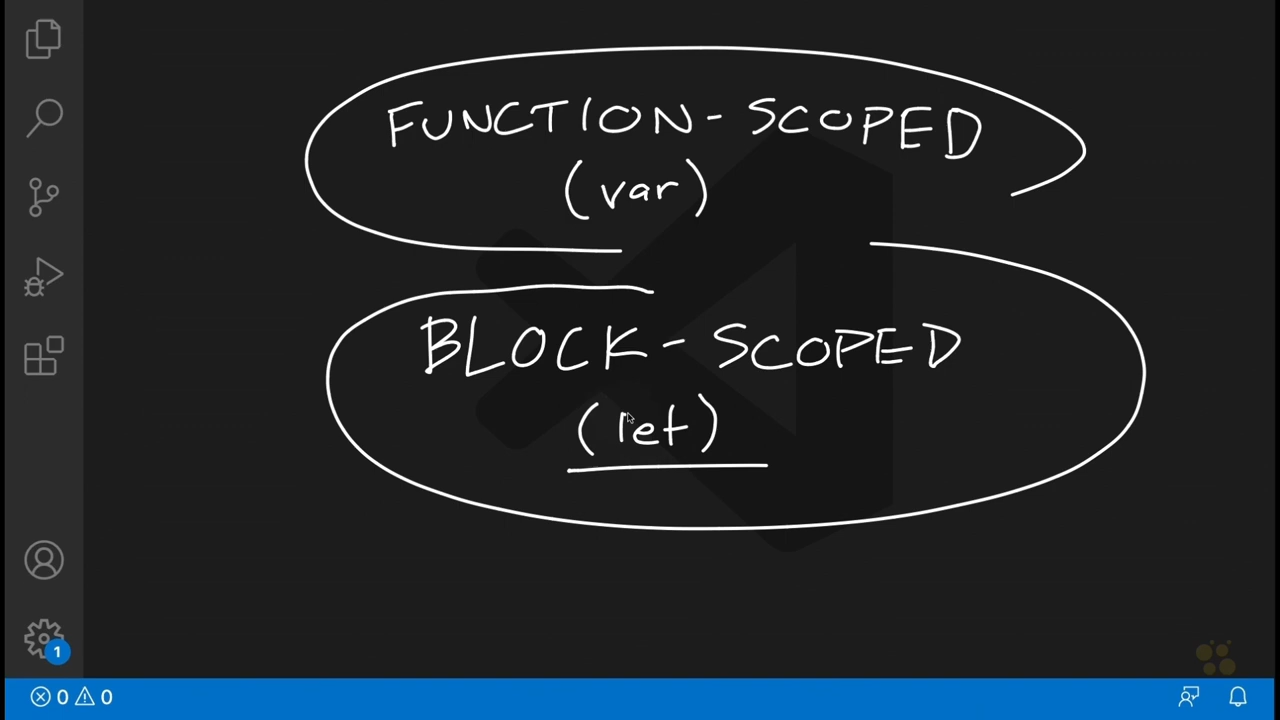 FUNCTION-SCOPED
(var)
BLOCK-SCOPED
(let)
1
0 0